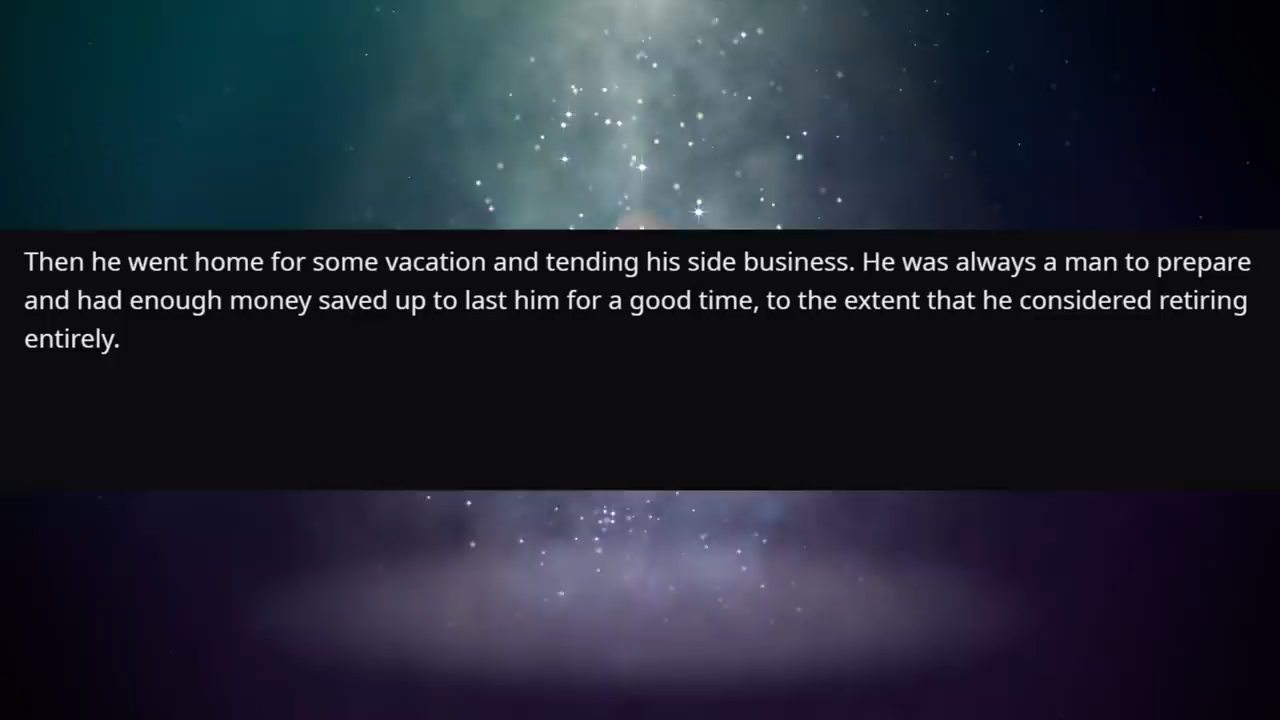 Then he went home for some vacation and tending his side business. He was always a man to prepare
and had enough money saved up to last him for a good time, to the extent that he considered retiring
entirely.